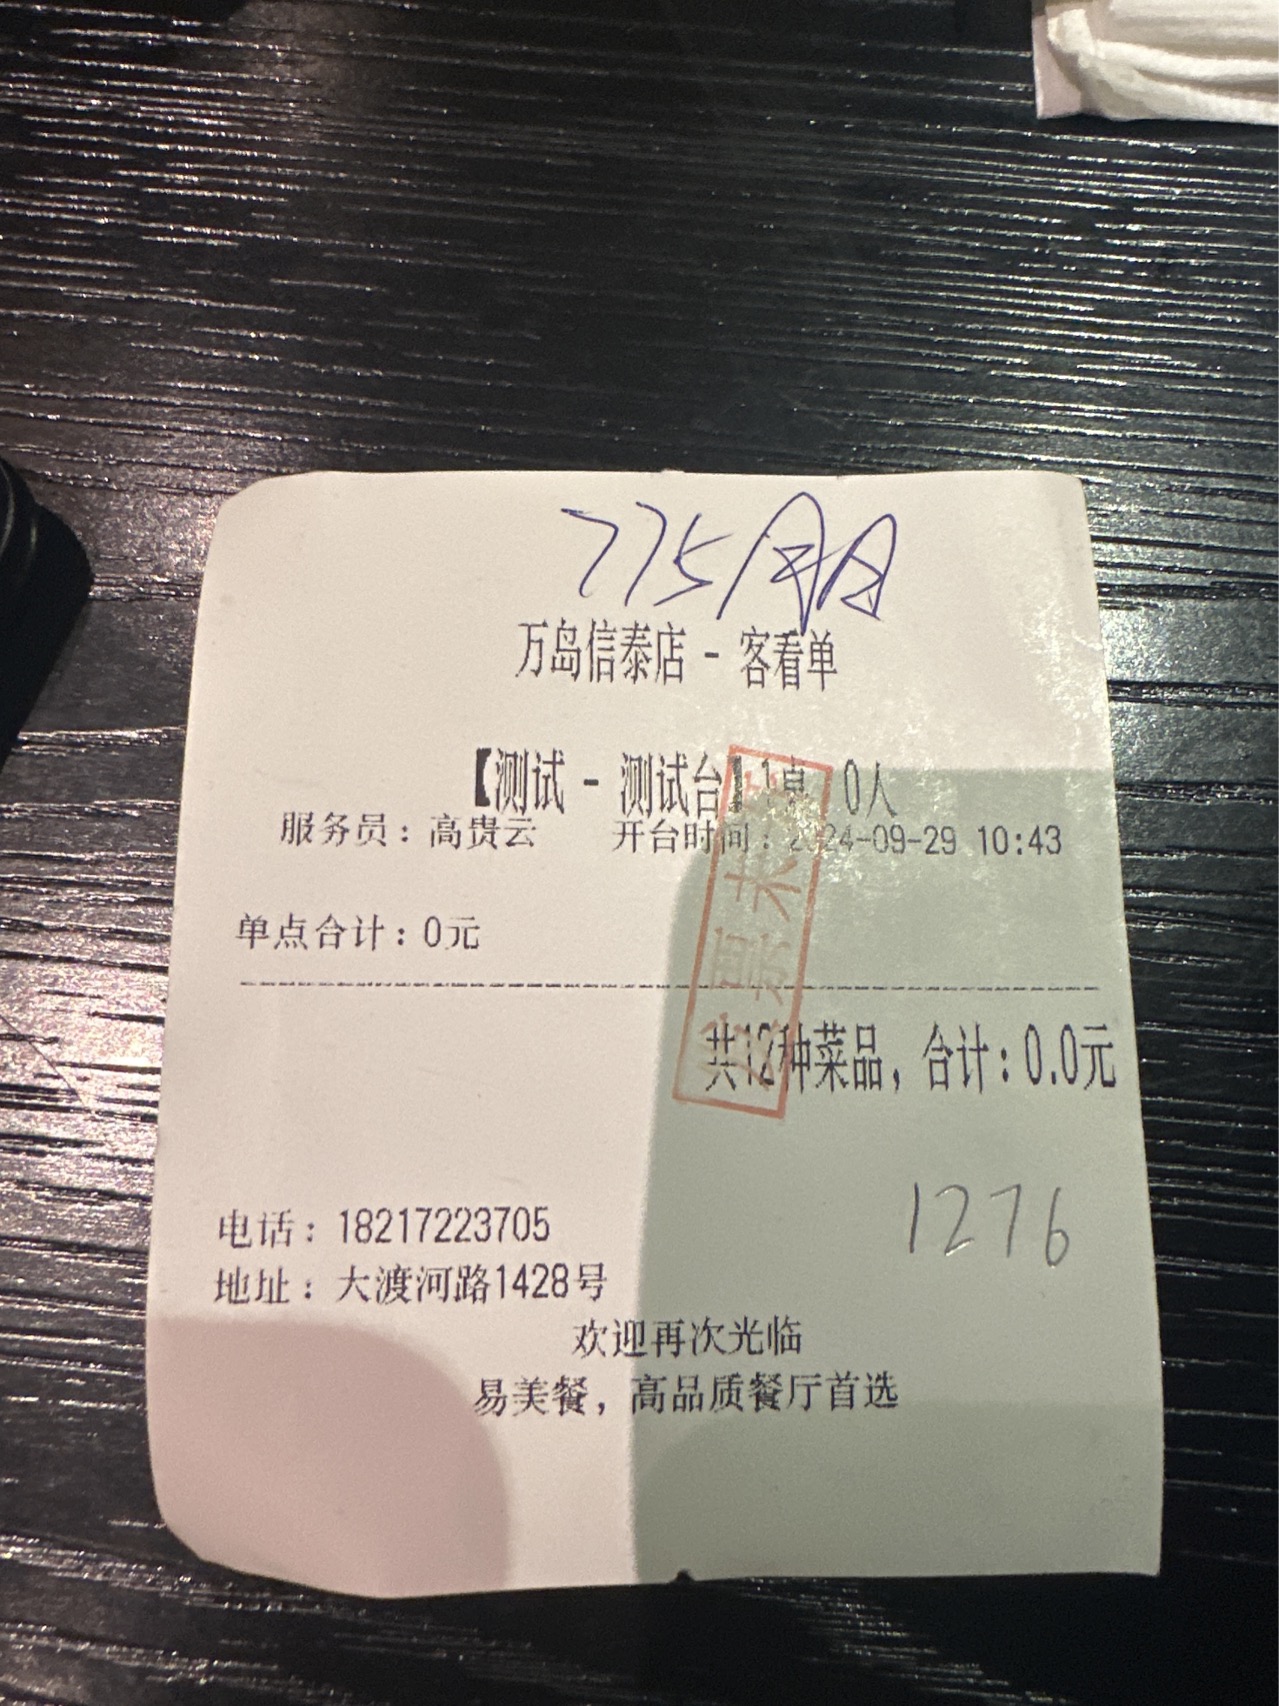 775/
万岛信泰店 - 客看单
【测试 - 测试台】1桌 0人
服务员：高贵云 开台时间：2024-09-29 10:43
单点合计：0元
发票未
共12种菜品，合计：0.0元
1276
电话：18217223705
地址：大渡河路1428号
欢迎再次光临
易美餐，高品质餐厅首选